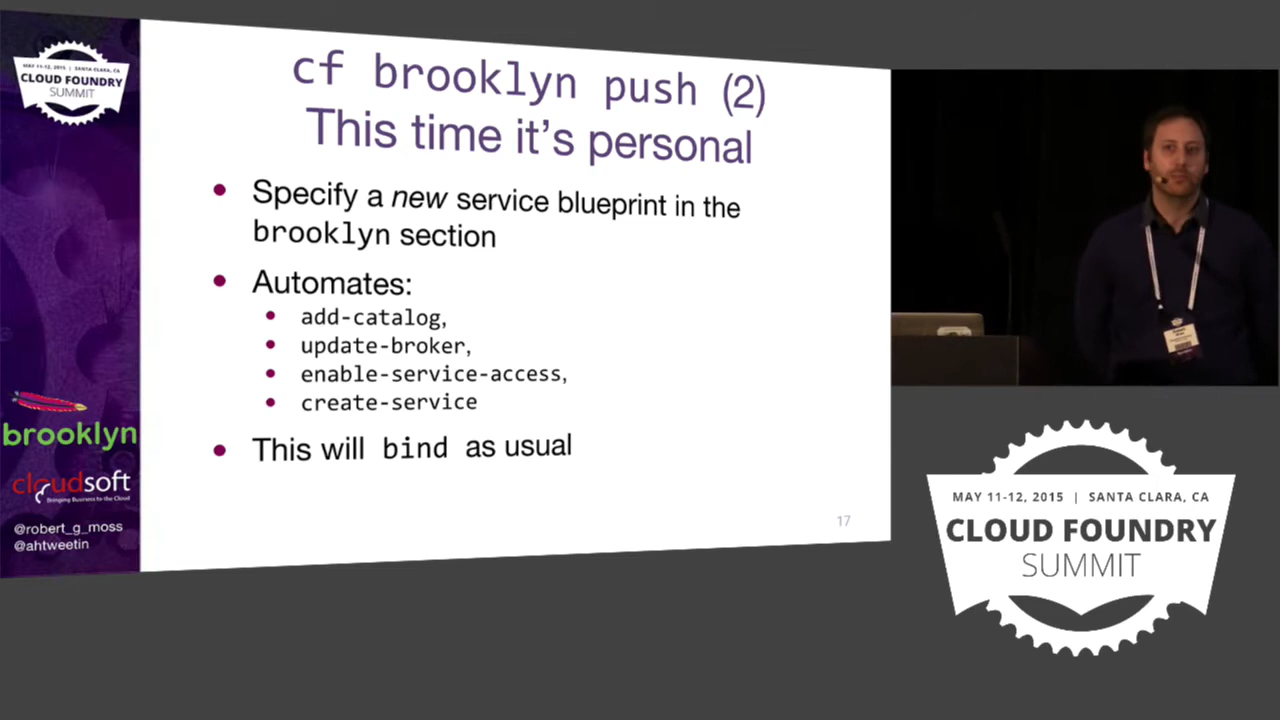 MAY 11-12, 2015 | SANTA CLARA, CA
CLOUD FOUNDRY
SUMMIT
cf brooklyn push (2)
This time it's personal
Specify a new service blueprint in the
brooklyn section
Automates:
add-catalog,
update-broker,
enable-service-access,
create-service
This will bind as usual
17
brooklyn
cloudsoft
Bringing Business to the Cloud
@robert_g_moss
@ahtweetin
MAY 11-12, 2015 | SANTA CLARA, CA
CLOUD FOUNDRY
SUMMIT